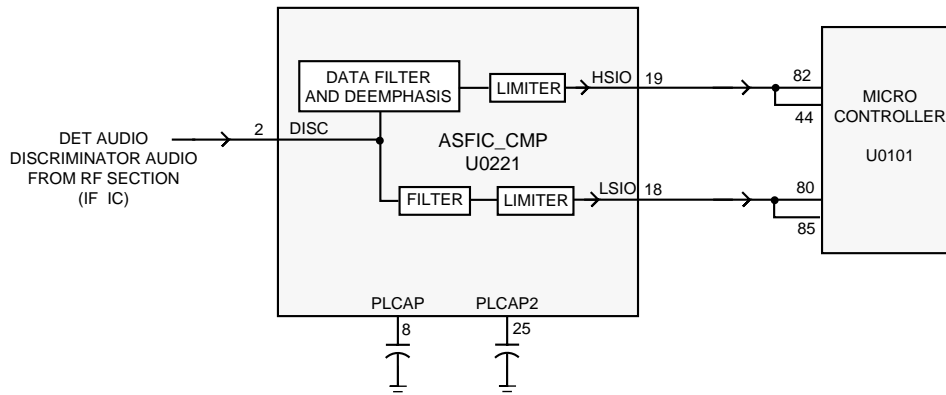 DATA FILTER
AND DEEMPHASIS
LIMITER
HSIO
19
82
44
MICRO
CONTROLLER
U0101
DET AUDIO
DISCRIMINATOR AUDIO
FROM RF SECTION
(IF IC)
2
DISC
ASFIC_CMP
U0221
FILTER
LIMITER
LSIO
18
80
85
PLCAP
8
PLCAP2
25